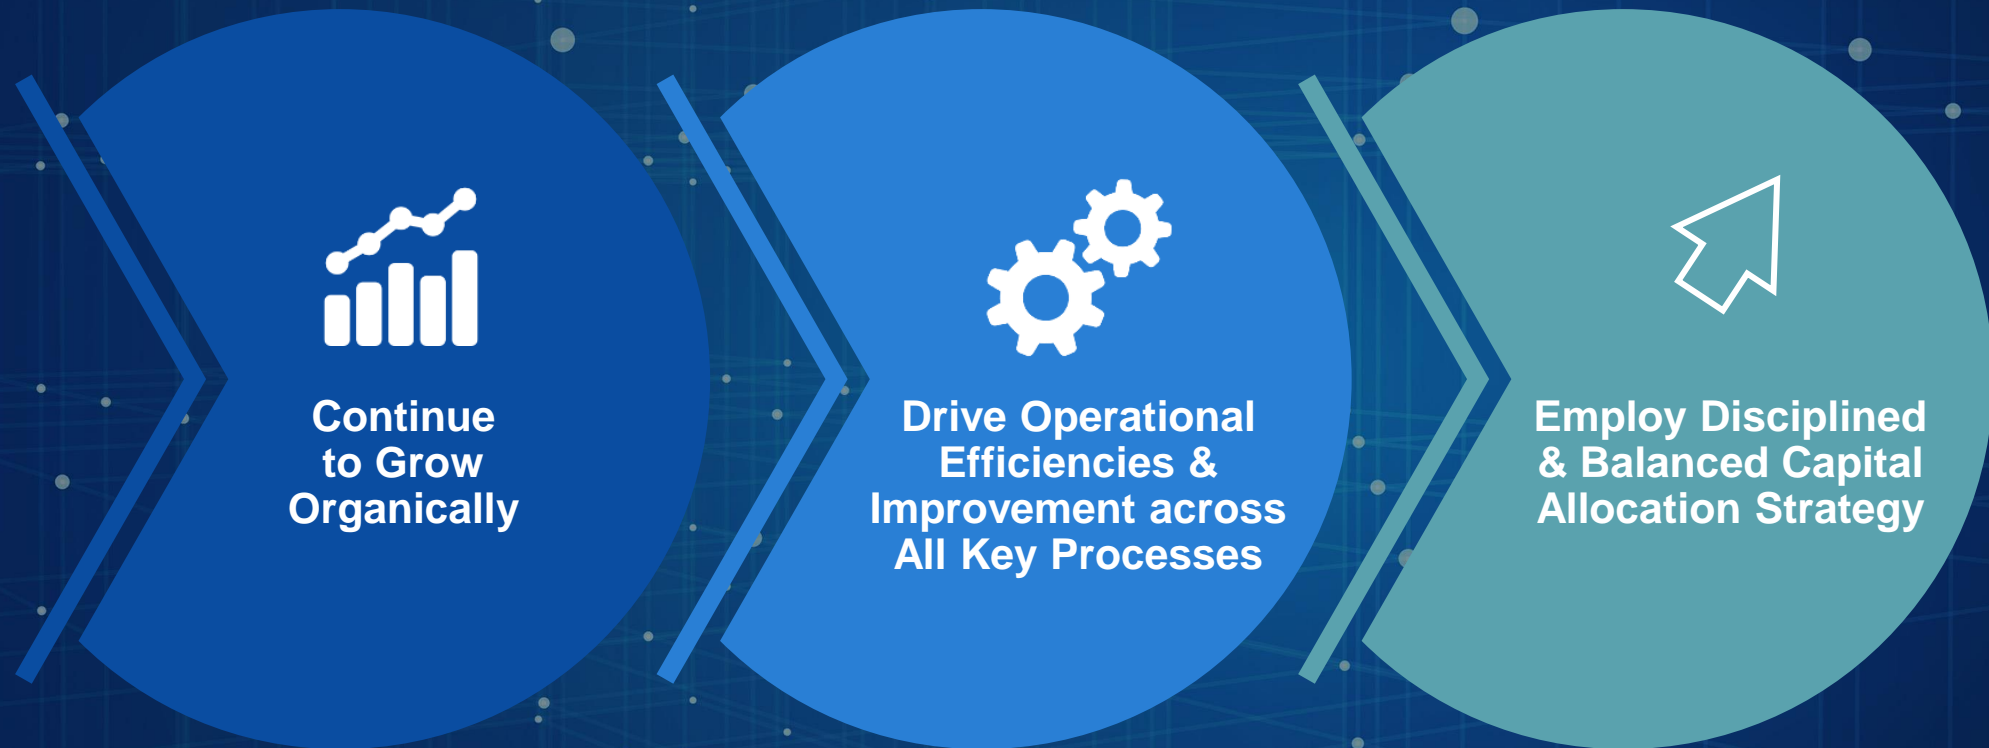 Continue
to Grow
Organically
Drive Operational
Efficiencies &
Improvement across
All Key Processes
Employ Disciplined
& Balanced Capital
Allocation Strategy